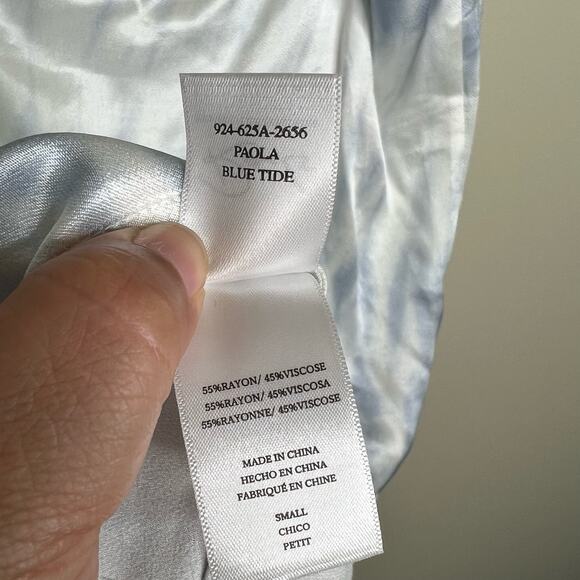 924-625A-2656
PAOLA
BLUE TIDE
55%RAYON/ 45%VISCOSE
55%RAYON/ 45%VISCOSA
55%RAYONNE/ 45%VISCOSE
MADE IN CHINA
HECHO EN CHINA
FABRIQUÉ EN CHINE
SMALL
CHICO
PETIT